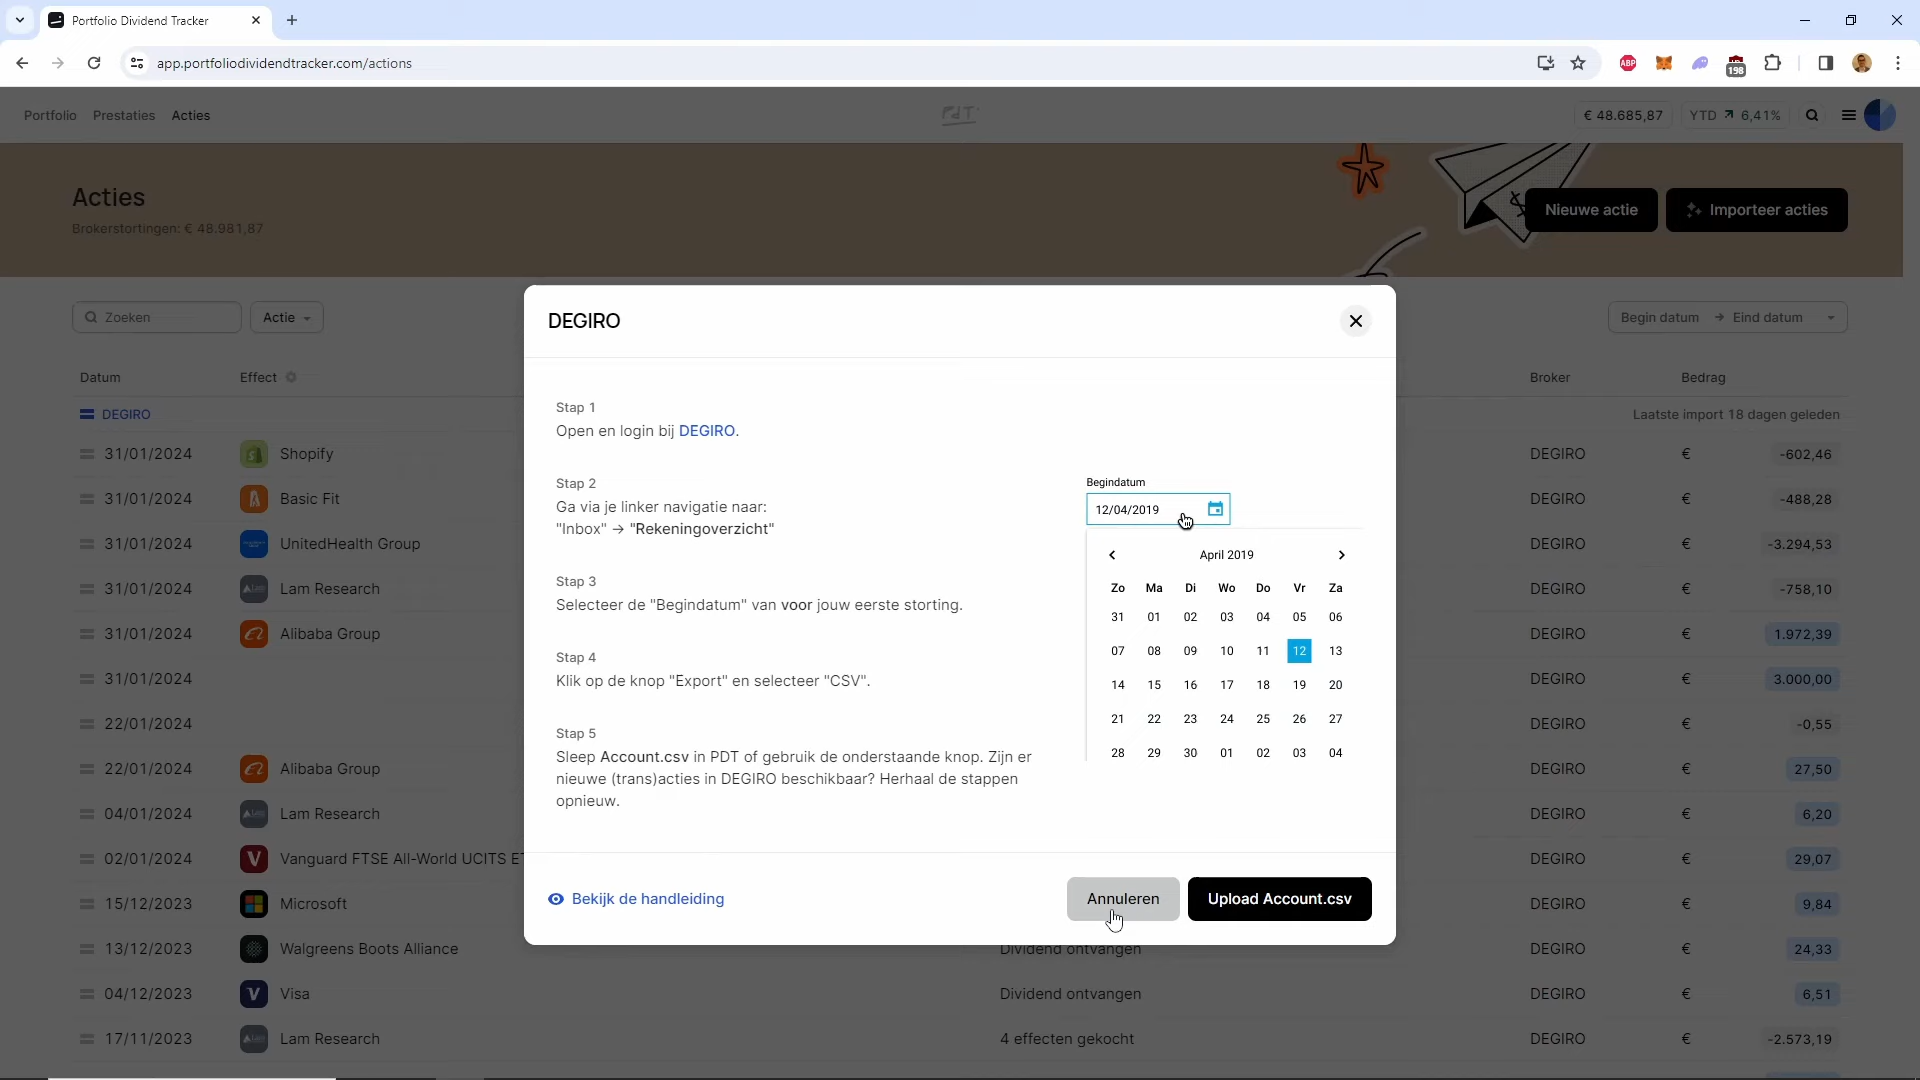 Portfolio Dividend Tracker
app.portfoliodividendtracker.com/actions
ABP
198
Portfolio Prestaties Acties
€ 48.685,87 YTD 6,41%
Acties
Brokerstortingen: € 48.981,87
Nieuwe actie Importeer acties
Zoeken Actie Begin datum → Eind datum
Datum Effect Broker Bedrag
DEGIRO Laatste import 18 dagen geleden
31/01/2024 Shopify DEGIRO € -602,46
31/01/2024 Basic Fit DEGIRO € -488,28
31/01/2024 UnitedHealth Group DEGIRO € -3.294,53
31/01/2024 Lam Research DEGIRO € -758,10
31/01/2024 Alibaba Group DEGIRO € 1.972,39
31/01/2024 DEGIRO € 3.000,00
22/01/2024 DEGIRO € -0,55
22/01/2024 Alibaba Group DEGIRO € 27,50
04/01/2024 Lam Research DEGIRO € 6,20
02/01/2024 Vanguard FTSE All-World UCITS ET DEGIRO € 29,07
15/12/2023 Microsoft DEGIRO € 9,84
13/12/2023 Walgreens Boots Alliance Dividend ontvangen DEGIRO € 24,33
04/12/2023 Visa Dividend ontvangen DEGIRO € 6,51
17/11/2023 Lam Research 4 effecten gekocht DEGIRO € -2.573,19
DEGIRO
Stap 1
Open en login bij DEGIRO.
Stap 2
Ga via je linker navigatie naar:
"Inbox" → "Rekeningoverzicht"
Stap 3
Selecteer de "Begindatum" van voor jouw eerste storting.
Stap 4
Klik op de knop "Export" en selecteer "CSV".
Stap 5
Sleep Account.csv in PDT of gebruik de onderstaande knop. Zijn er
nieuwe (trans)acties in DEGIRO beschikbaar? Herhaal de stappen
opnieuw.
Begindatum
12/04/2019
April 2019
Zo Ma Di Wo Do Vr Za
31 01 02 03 04 05 06
07 08 09 10 11 12 13
14 15 16 17 18 19 20
21 22 23 24 25 26 27
28 29 30 01 02 03 04
Bekijk de handleiding
Annuleren Upload Account.csv